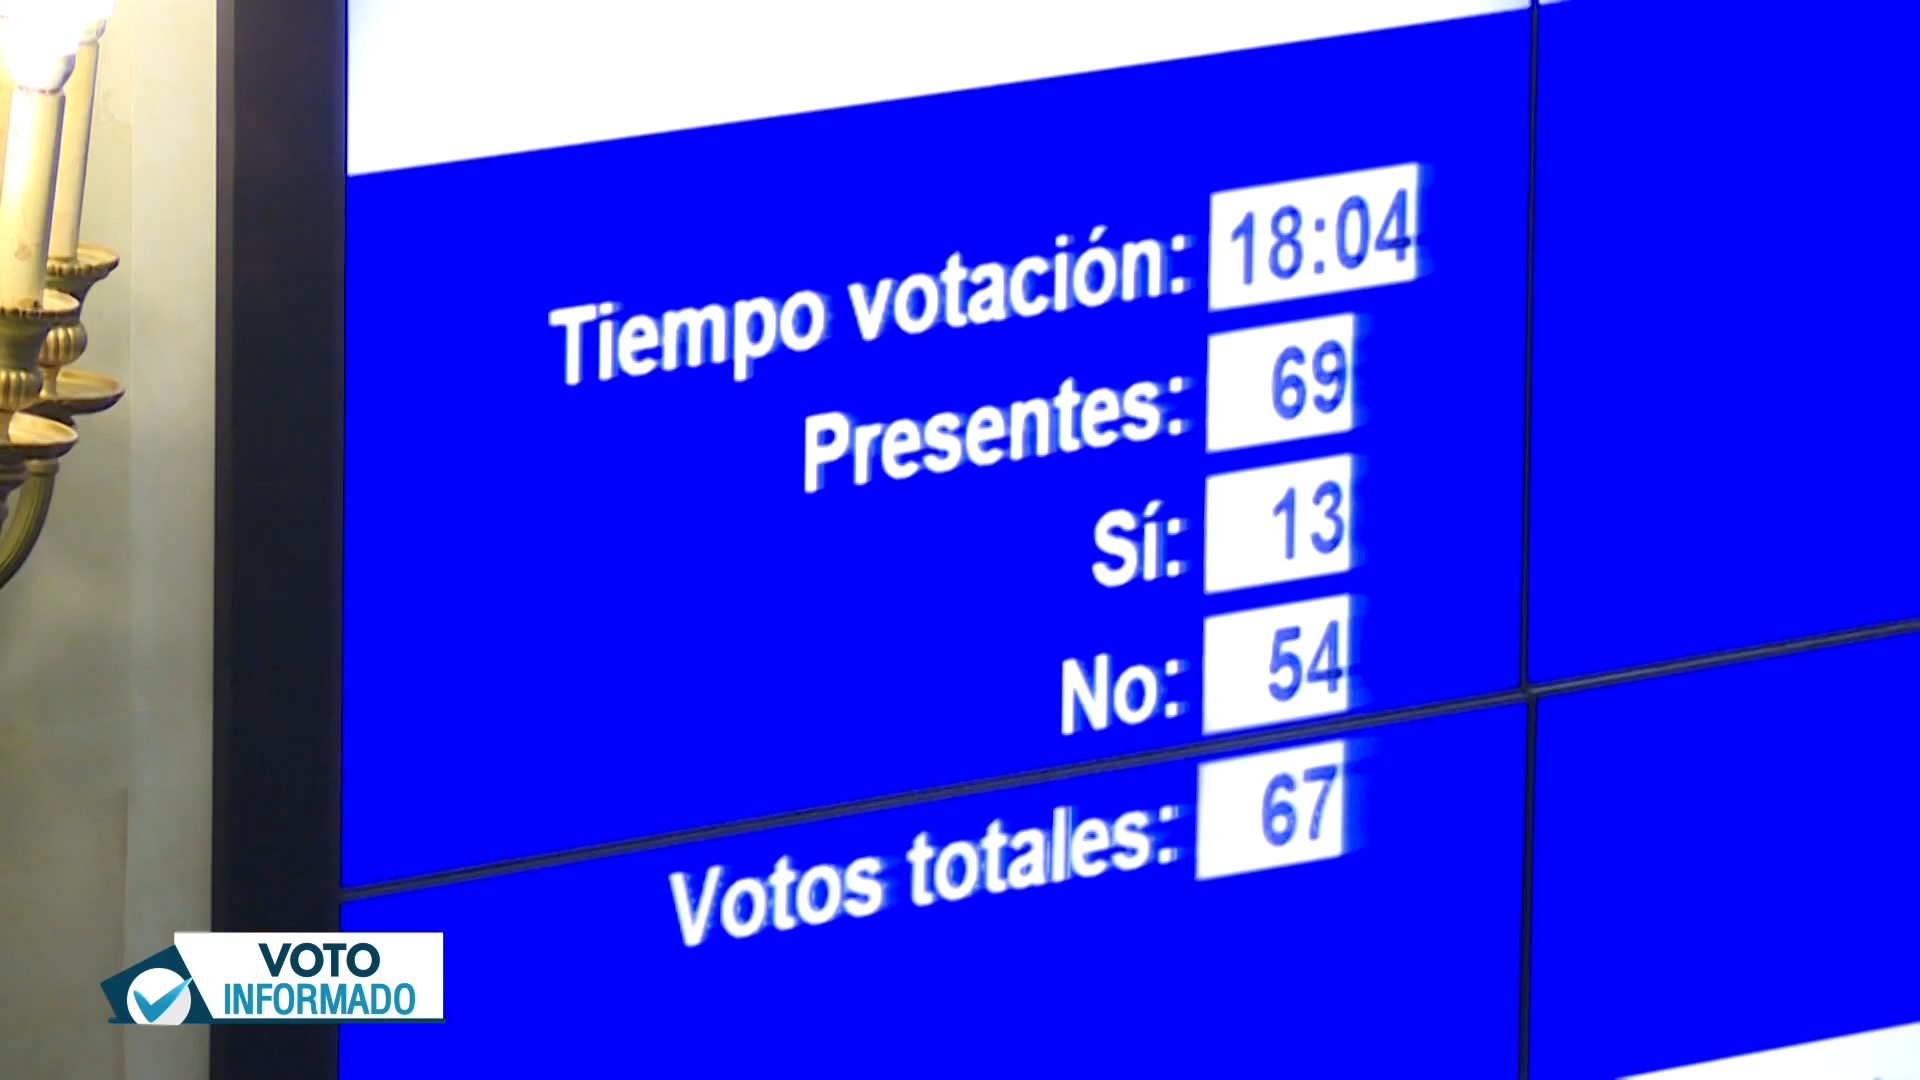 Tiempo votación: 18:04
Presentes: 69
Sí: 13
No: 54
Votos totales: 67
VOTO
INFORMADO